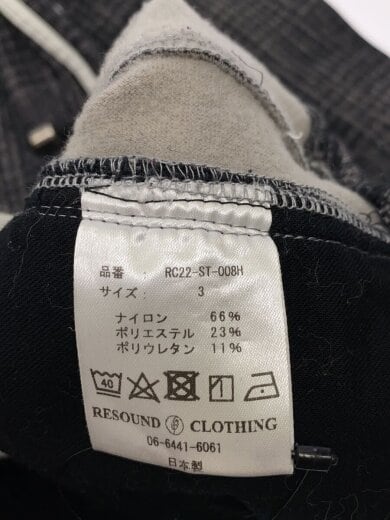 品番 : RC22-ST-008H
サイズ : 3
ナイロン 66%
ポリエステル 23%
ポリウレタン 11%
40
RESOUND CLOTHING
06-6441-6061
日本製